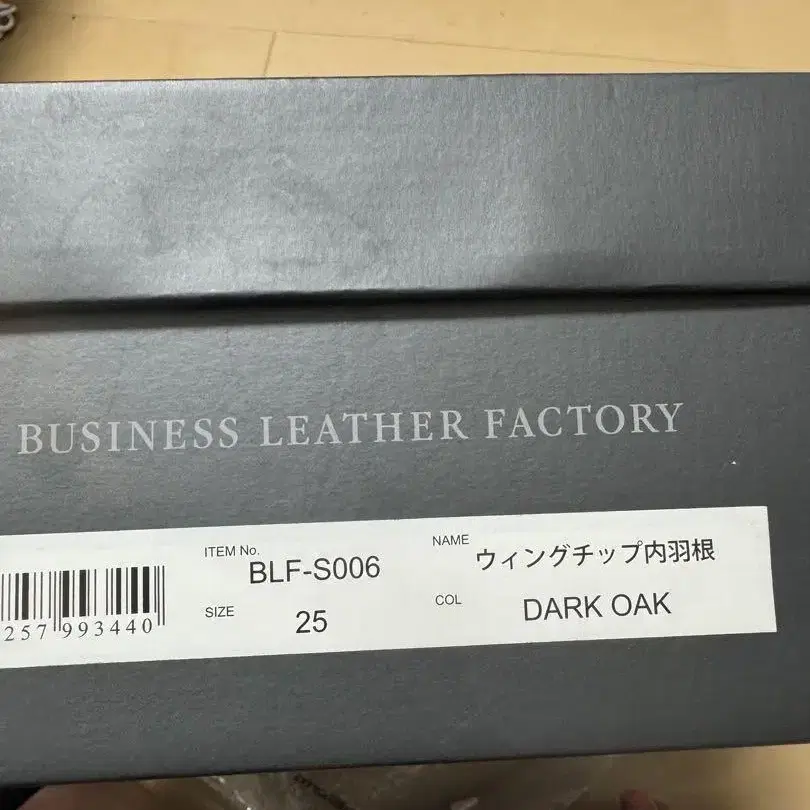 BUSINESS LEATHER FACTORY
ITEM No. BLF-S006 NAME ウィングチップ内羽根
SIZE 25 COL DARK OAK
257 993440